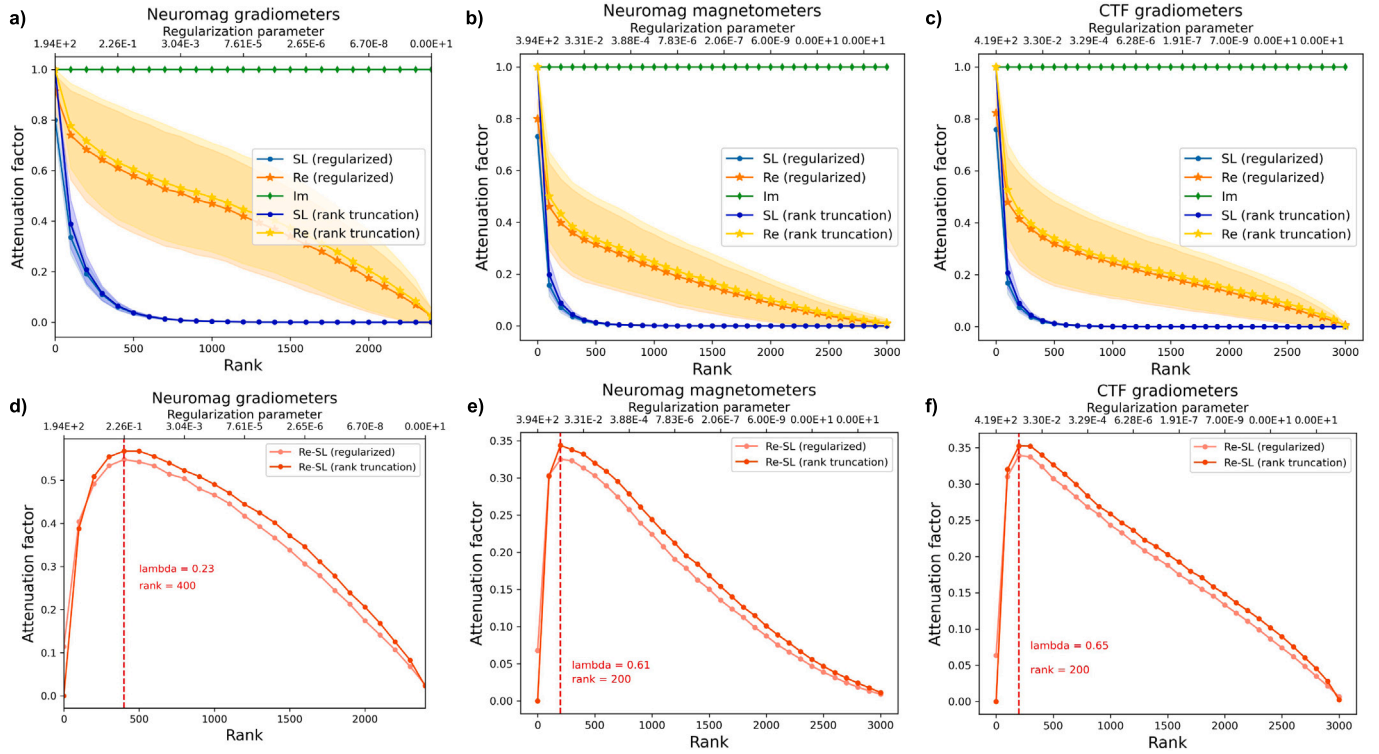 a)
Neuromag gradiometers
Regularization parameter
1.94E+2 2.26E-1 3.04E-3 7.61E-5 2.65E-6 6.70E-8 0.00E+1
Attenuation factor
1.0
0.8
0.6
0.4
0.2
0.0
SL (regularized)
Re (regularized)
Im
SL (rank truncation)
Re (rank truncation)
0 500 1000 1500 2000
Rank
b)
Neuromag magnetometers
Regularization parameter
3.94E+2 3.31E-2 3.88E-4 7.83E-6 2.06E-7 6.00E-9 0.00E+1 0.00E+1
Attenuation factor
1.0
0.8
0.6
0.4
0.2
0.0
SL (regularized)
Re (regularized)
Im
SL (rank truncation)
Re (rank truncation)
0 500 1000 1500 2000 2500 3000
Rank
c)
CTF gradiometers
Regularization parameter
4.19E+2 3.30E-2 3.29E-4 6.28E-6 1.91E-7 7.00E-9 0.00E+1 0.00E+1
Attenuation factor
1.0
0.8
0.6
0.4
0.2
0.0
SL (regularized)
Re (regularized)
Im
SL (rank truncation)
Re (rank truncation)
0 500 1000 1500 2000 2500 3000
Rank
d)
Neuromag gradiometers
Regularization parameter
1.94E+2 2.26E-1 3.04E-3 7.61E-5 2.65E-6 6.70E-8 0.00E+1
Attenuation factor
0.5
0.4
0.3
0.2
0.1
0.0
Re-SL (regularized)
Re-SL (rank truncation)
lambda = 0.23
rank = 400
0 500 1000 1500 2000
Rank
e)
Neuromag magnetometers
Regularization parameter
3.94E+2 3.31E-2 3.88E-4 7.83E-6 2.06E-7 6.00E-9 0.00E+1 0.00E+1
Attenuation factor
0.35
0.30
0.25
0.20
0.15
0.10
0.05
0.00
Re-SL (regularized)
Re-SL (rank truncation)
lambda = 0.61
rank = 200
0 500 1000 1500 2000 2500 3000
Rank
f)
CTF gradiometers
Regularization parameter
4.19E+2 3.30E-2 3.29E-4 6.28E-6 1.91E-7 7.00E-9 0.00E+1 0.00E+1
Attenuation factor
0.35
0.30
0.25
0.20
0.15
0.10
0.05
0.00
Re-SL (regularized)
Re-SL (rank truncation)
lambda = 0.65
rank = 200
0 500 1000 1500 2000 2500 3000
Rank